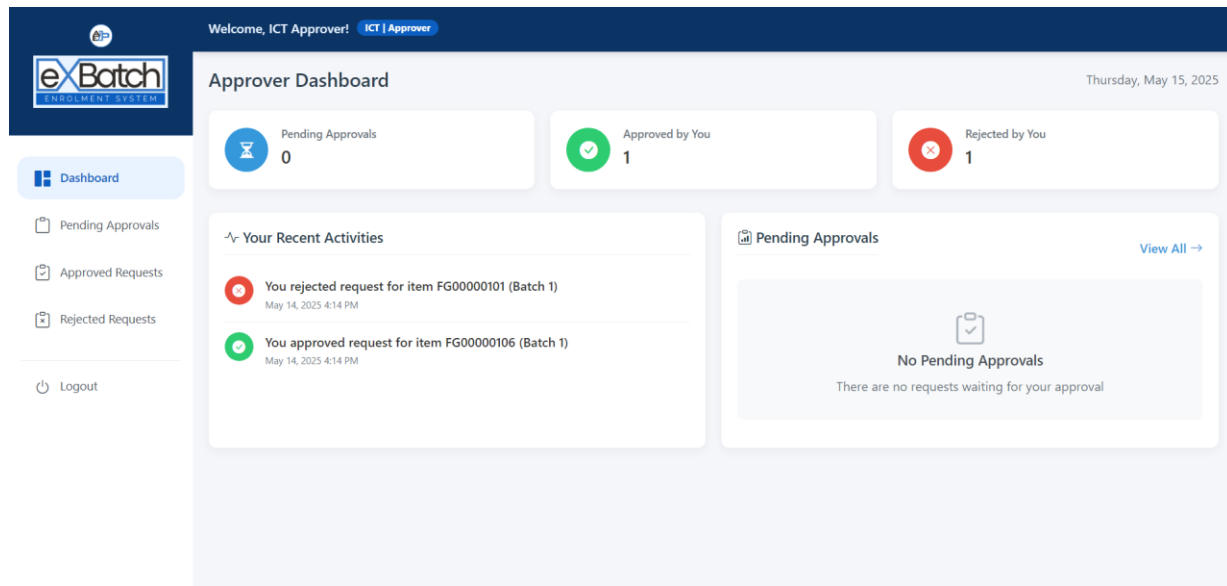 eXBatch
ENROLMENT SYSTEM
Dashboard
Pending Approvals
Approved Requests
Rejected Requests
Logout
Welcome, ICT Approver! ICT | Approver
Approver Dashboard
Thursday, May 15, 2025
Pending Approvals
0
Approved by You
1
Rejected by You
1
Your Recent Activities
You rejected request for item FG00000101 (Batch 1)
May 14, 2025 4:14 PM
You approved request for item FG00000106 (Batch 1)
May 14, 2025 4:14 PM
Pending Approvals
View All →
No Pending Approvals
There are no requests waiting for your approval